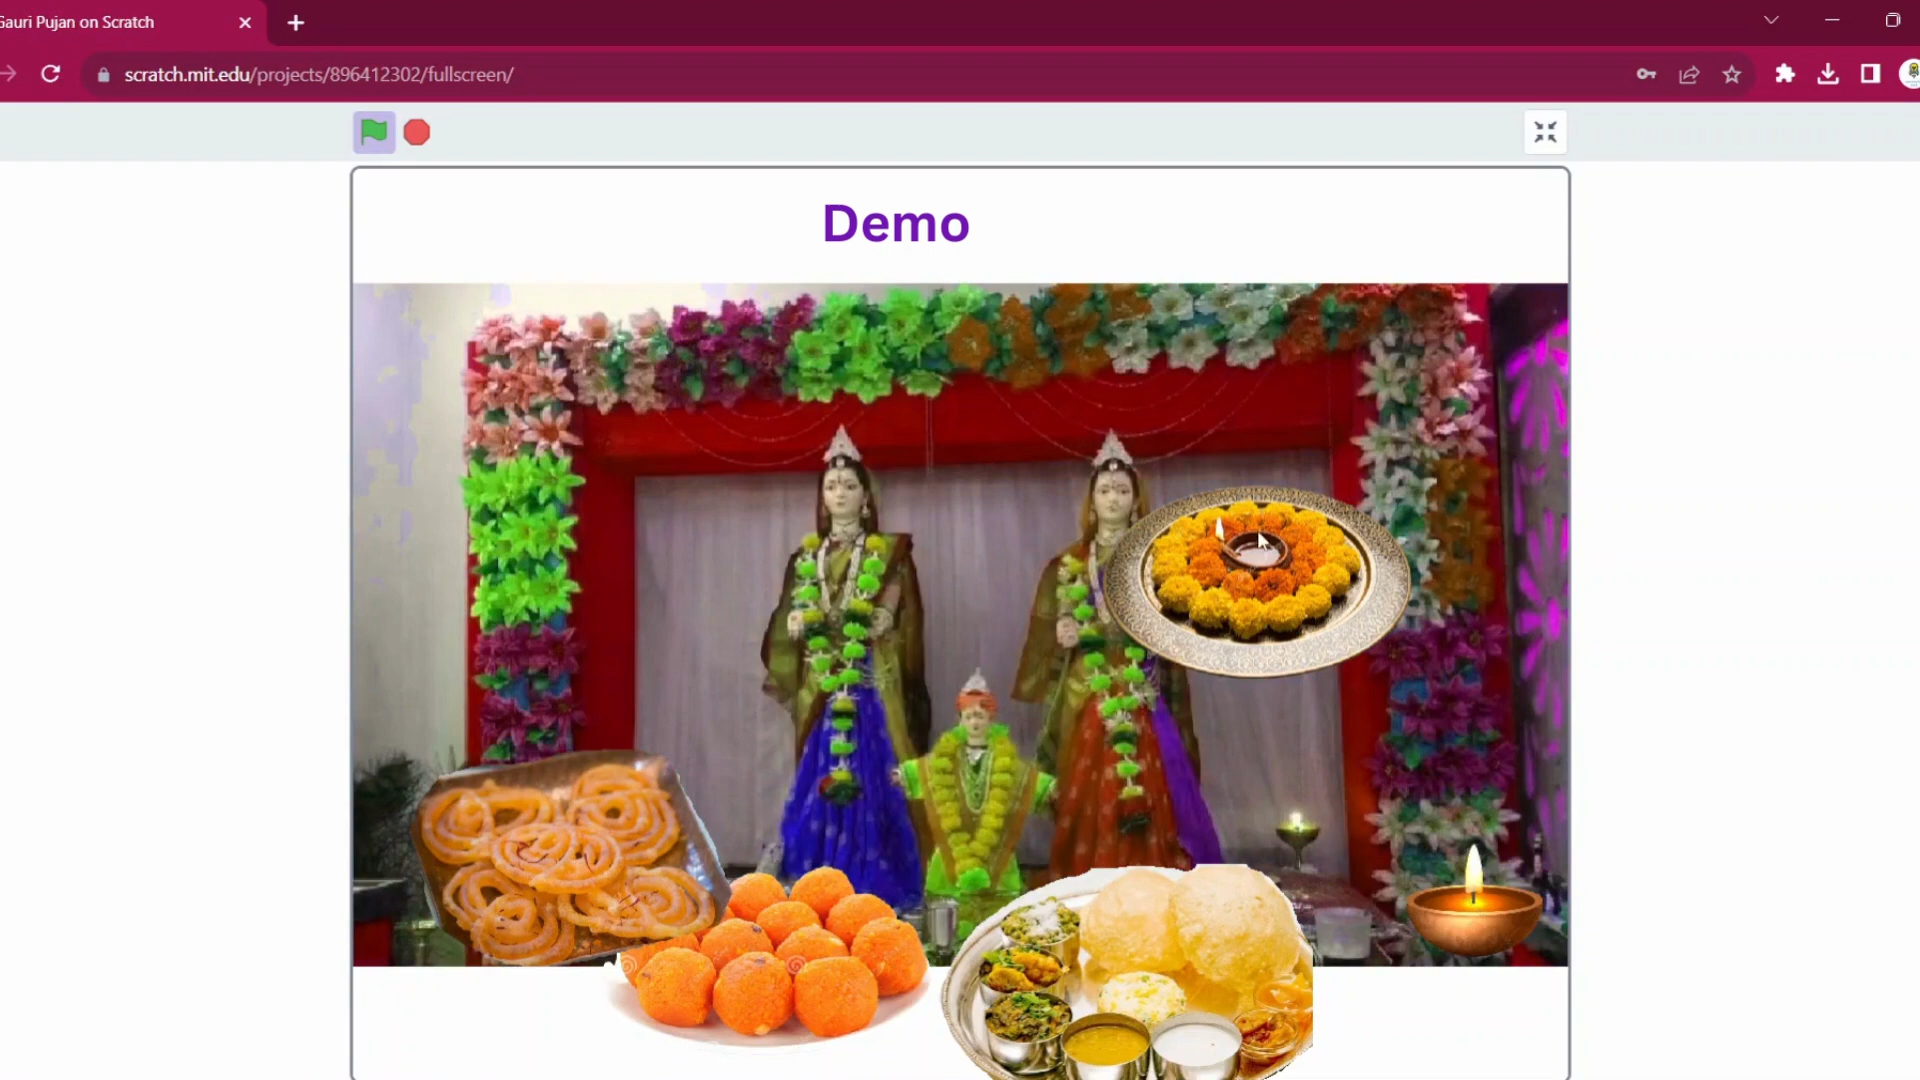 Gauri Pujan on Scratch
scratch.mit.edu/projects/896412302/fullscreen/
Demo